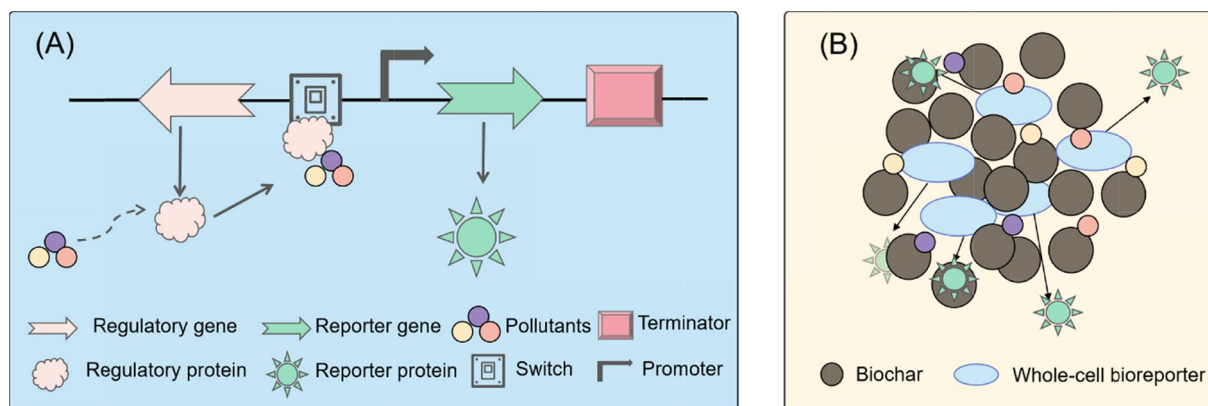 (A)
Regulatory gene
Reporter gene
Pollutants
Terminator
Regulatory protein
Reporter protein
Switch
Promoter
(B)
Biochar
Whole-cell bioreporter